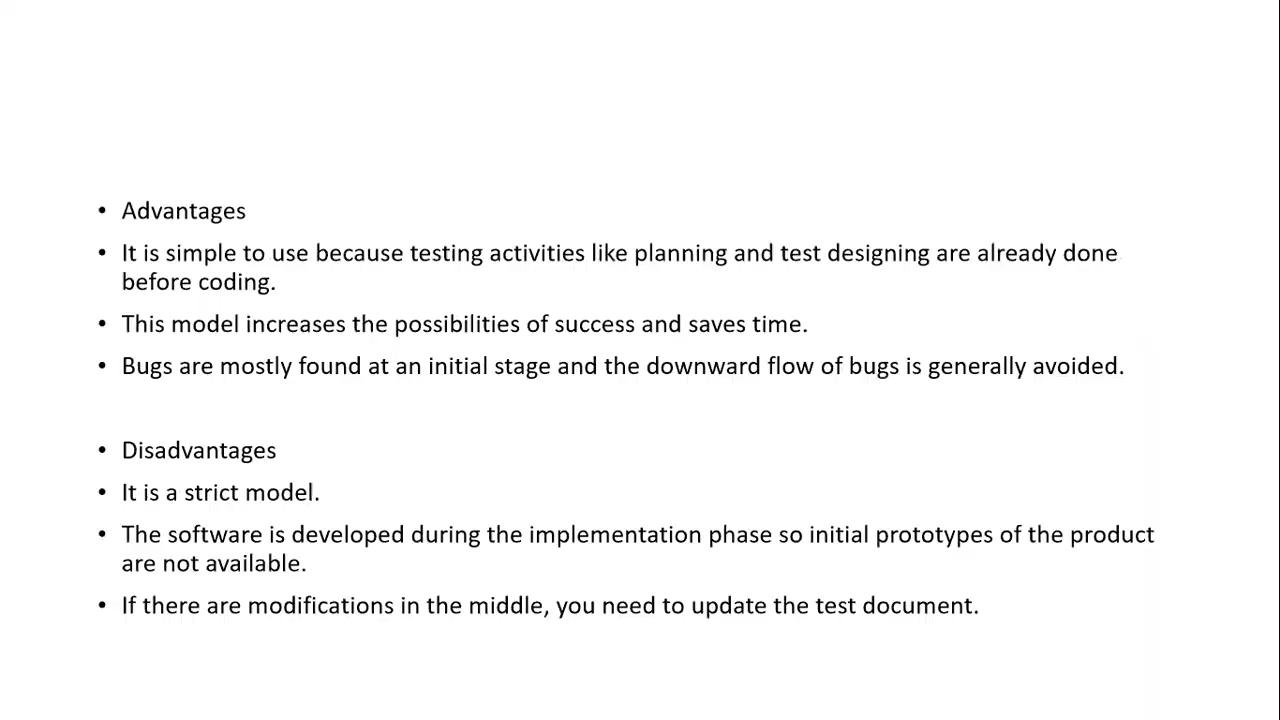 • Advantages
• It is simple to use because testing activities like planning and test designing are already done
before coding.
• This model increases the possibilities of success and saves time.
• Bugs are mostly found at an initial stage and the downward flow of bugs is generally avoided.
• Disadvantages
• It is a strict model.
• The software is developed during the implementation phase so initial prototypes of the product
are not available.
• If there are modifications in the middle, you need to update the test document.